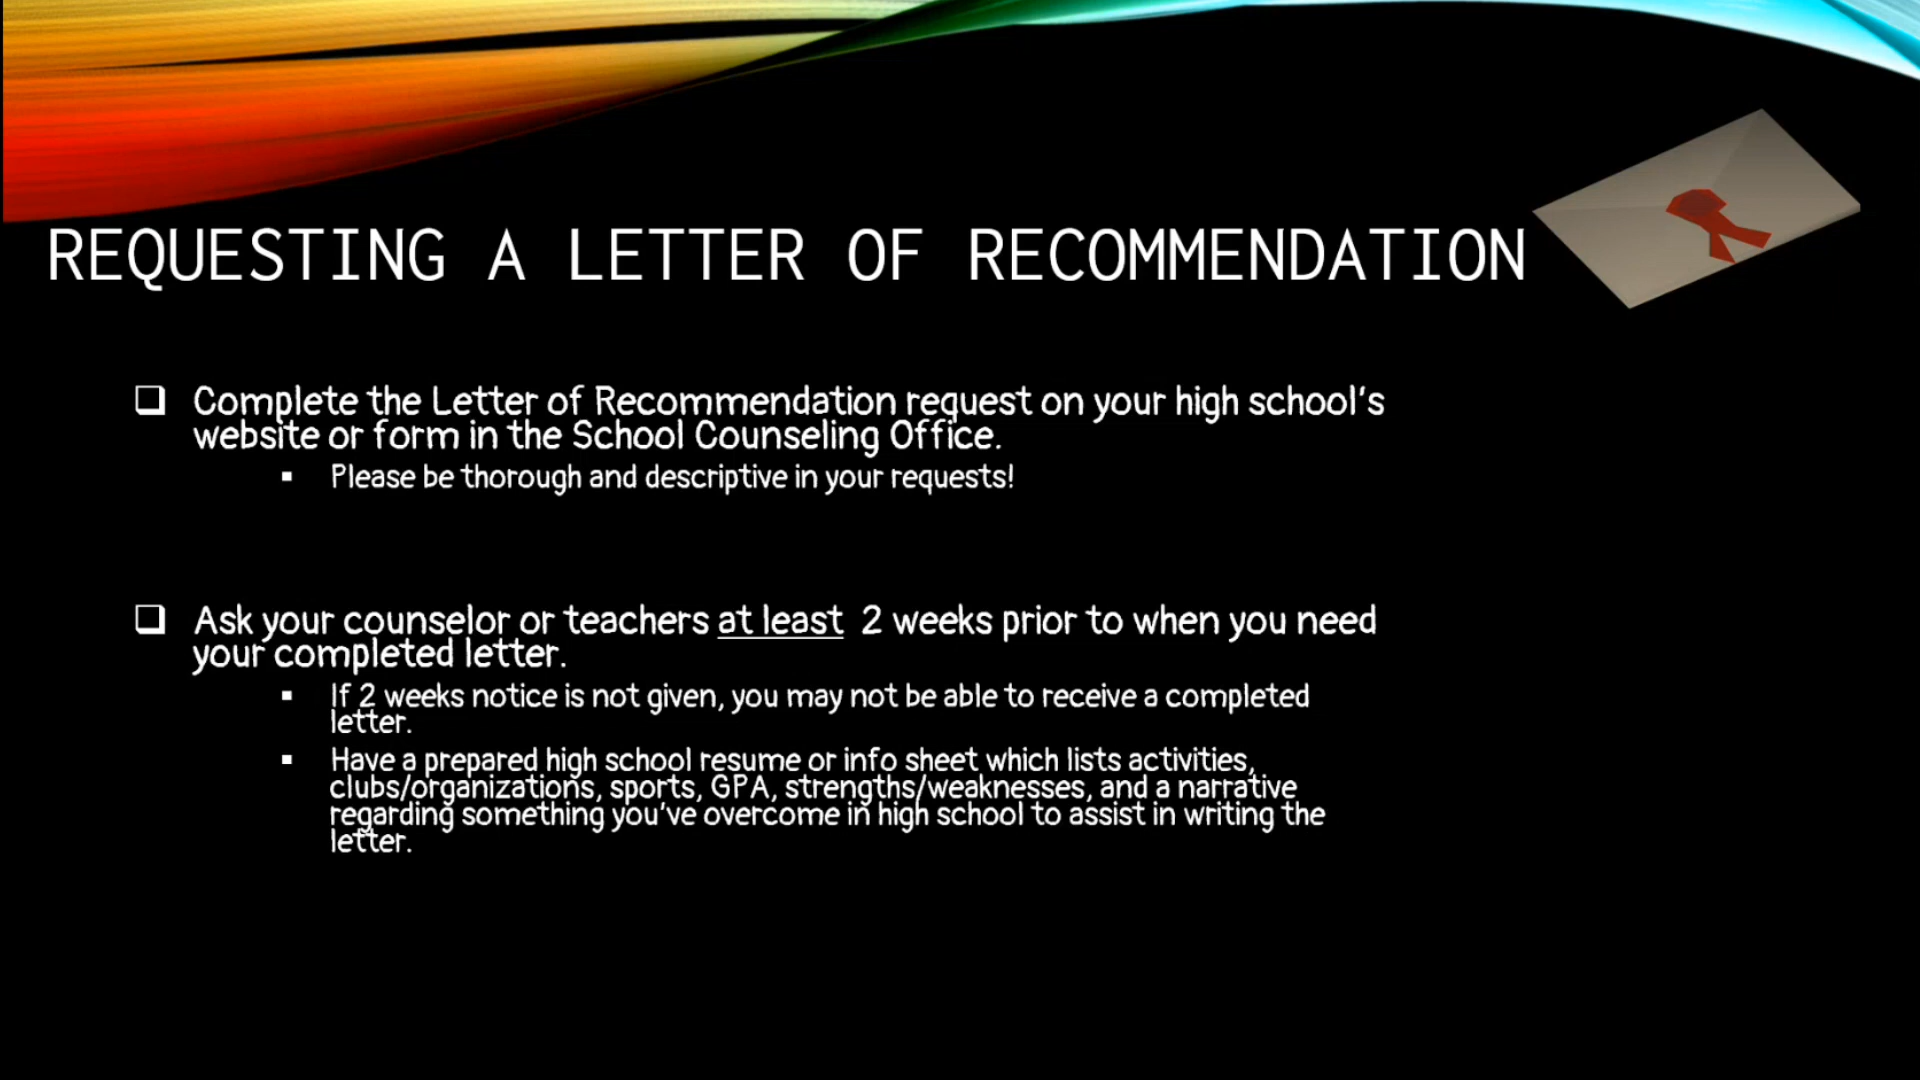 REQUESTING A LETTER OF RECOMMENDATION
❑ Complete the Letter of Recommendation request on your high school's
website or form in the School Counseling Office.
▪ Please be thorough and descriptive in your requests!
❑ Ask your counselor or teachers at least 2 weeks prior to when you need
your completed letter.
▪ If 2 weeks notice is not given, you may not be able to receive a completed
letter.
▪ Have a prepared high school resume or info sheet which lists activities,
clubs/organizations, sports, GPA, strengths/weaknesses, and a narrative
regarding something you've overcome in high school to assist in writing the
letter.